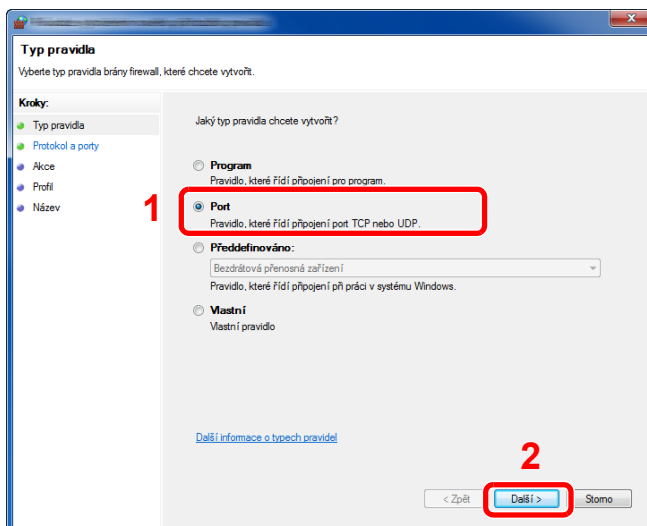 Typ pravidla
Vyberte typ pravidla brány firewall, které chcete vytvořit.
Kroky:
Typ pravidla
Protokol a porty
Akce
Profil
Název
Jaký typ pravidla chcete vytvořit?
Program
Pravidlo, které řídí připojení pro program.
1
Port
Pravidlo, které řídí připojení port TCP nebo UDP.
Předdefinováno:
Bezdrátová přenosná zařízení
Pravidlo, které řídí připojení při práci v systému Windows.
Vlastní
Vlastní pravidlo
Další informace o typech pravidel
2
< Zpět
Další >
Storno